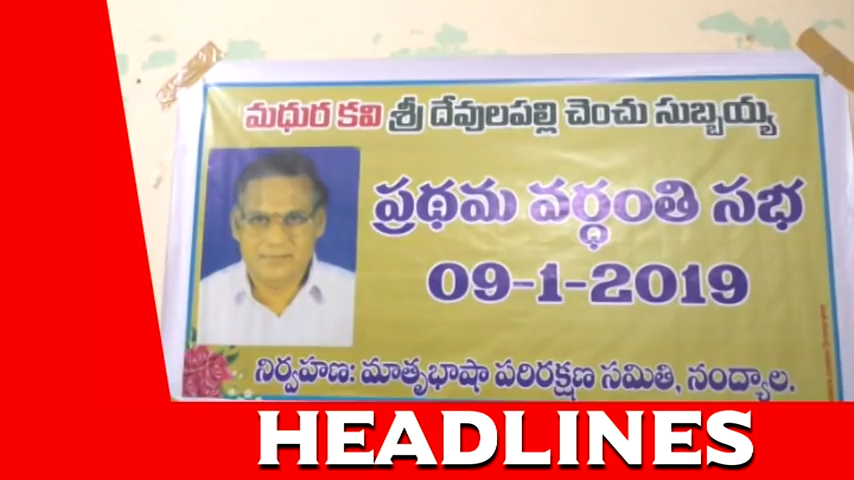 మధుర కవి శ్రీ దేవులపల్లి చెంచు సుబ్బయ్య
ప్రథమ వర్ధంతి సభ
09-1-2019
నిర్వహణ: మాతృభాషా పరిరక్షణ సమితి, నంద్యాల.
HEADLINES